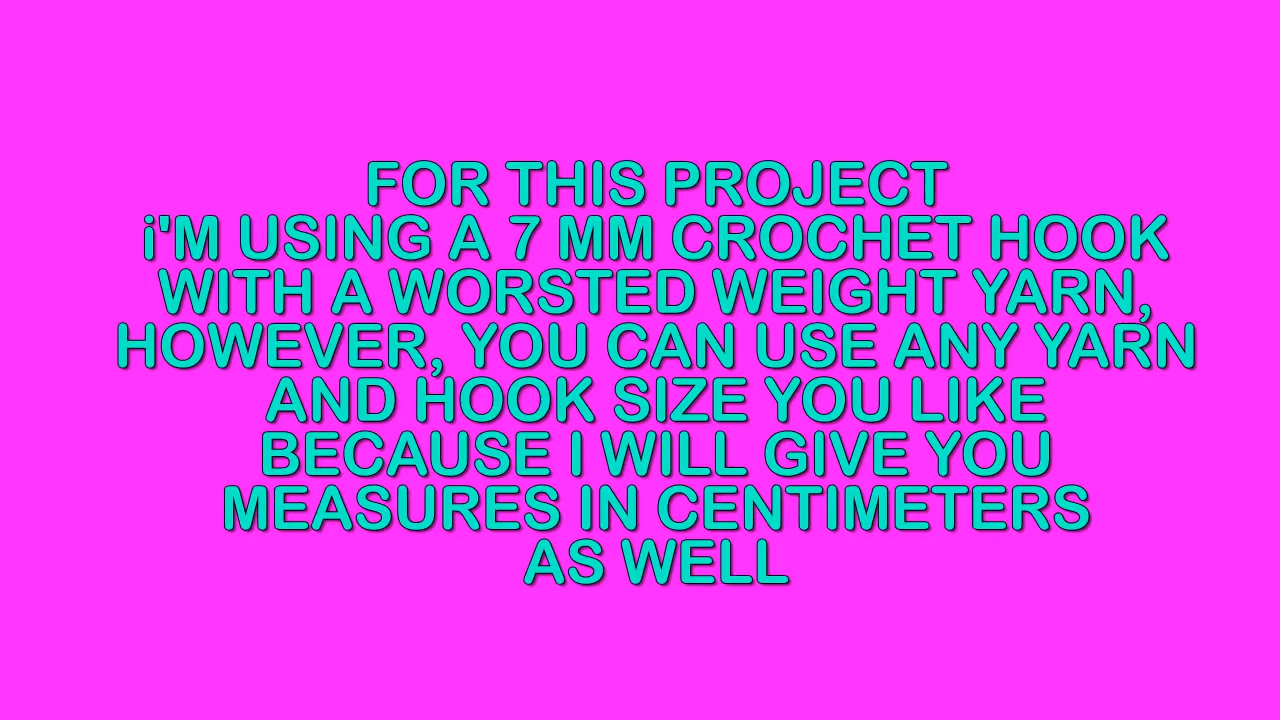 FOR THIS PROJECT
i'M USING A 7 MM CROCHET HOOK
WITH A WORSTED WEIGHT YARN,
HOWEVER, YOU CAN USE ANY YARN
AND HOOK SIZE YOU LIKE
BECAUSE I WILL GIVE YOU
MEASURES IN CENTIMETERS
AS WELL